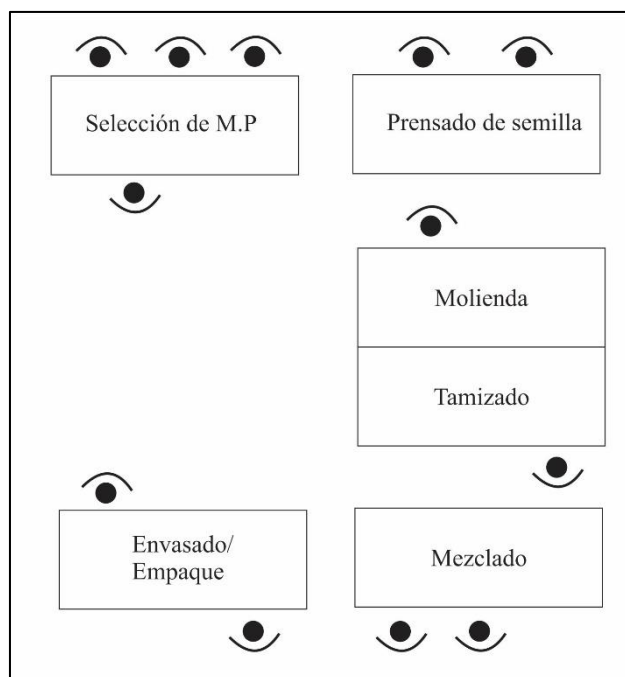 Selección de M.P
Prensado de semilla
Molienda
Tamizado
Envasado/
Empaque
Mezclado